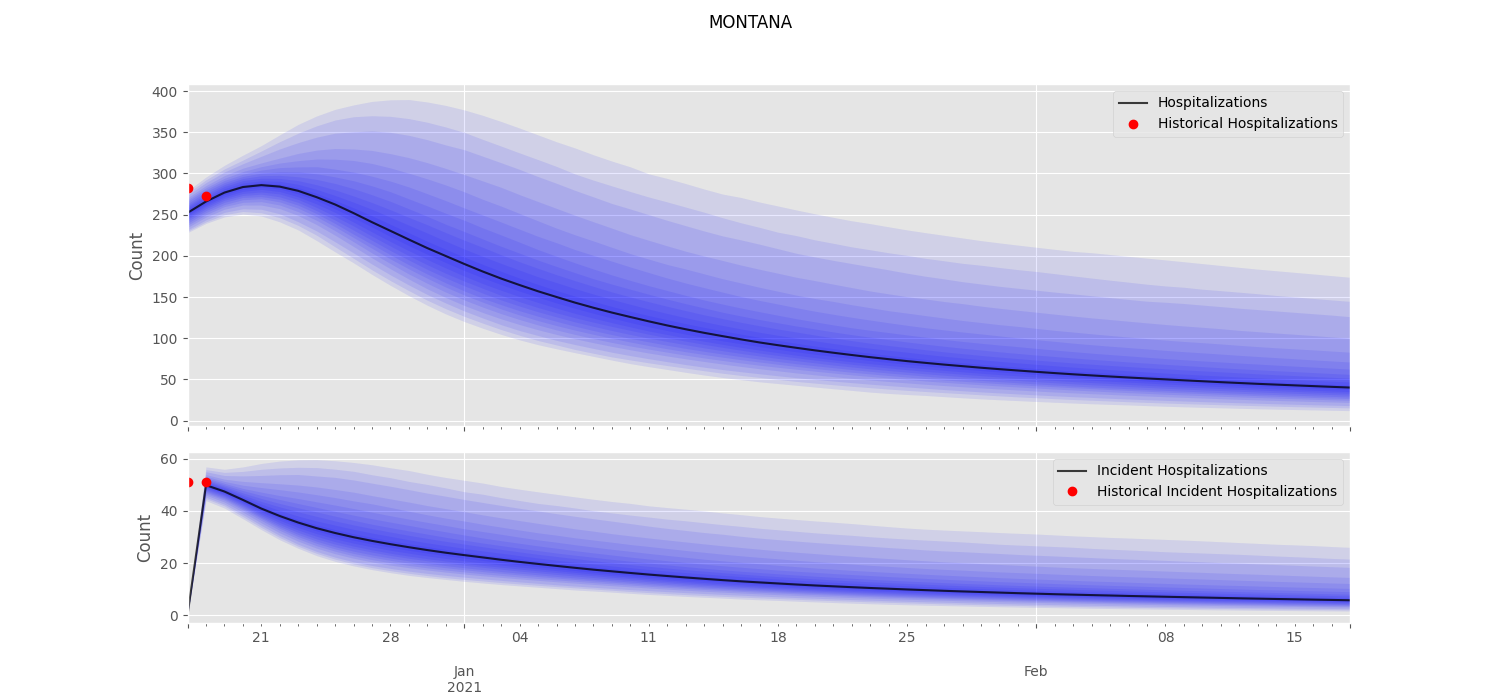 MONTANA
400
350
300
250
200
150
100
50
0
Count
Hospitalizations
Historical Hospitalizations
60
40
20
0
Count
Incident Hospitalizations
Historical Incident Hospitalizations
21 28 04 11 18 25 08 15
Jan Feb
2021